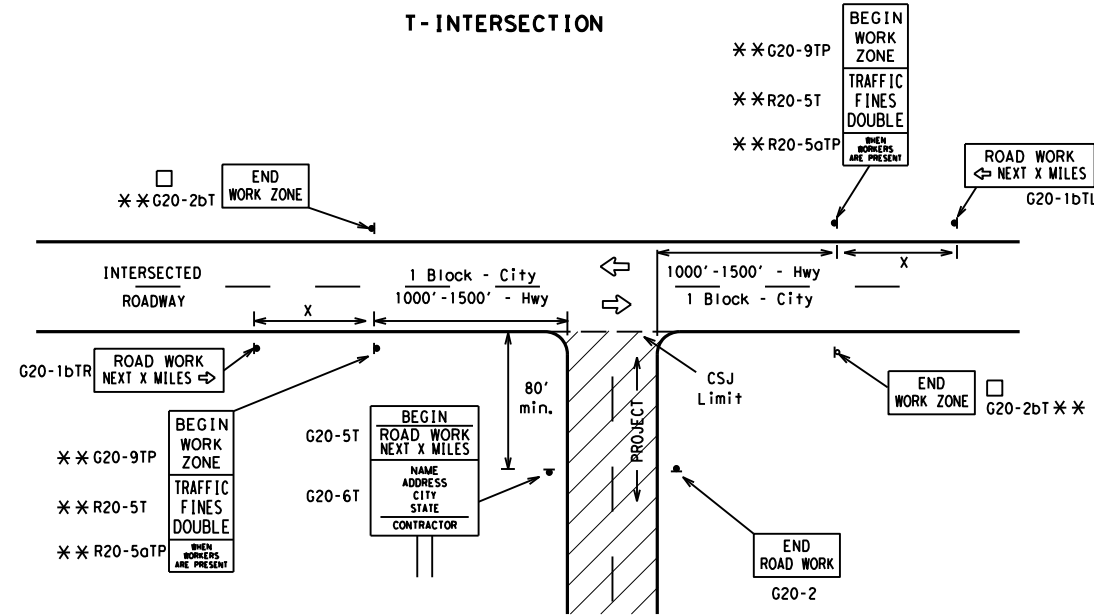 T-INTERSECTION
BEGIN
WORK
ZONE
TRAFFIC
FINES
DOUBLE
WHEN
WORKERS
ARE PRESENT
**G20-9TP
**R20-5T
**R20-5aTP
ROAD WORK
⇦ NEXT X MILES
G20-1bTL
END
WORK ZONE
□
**G20-2bT
INTERSECTED
ROADWAY
1 Block - City
1000'-1500' - Hwy
X
1000'-1500' - Hwy
1 Block - City
X
G20-1bTR
ROAD WORK
NEXT X MILES ⇨
80'
min.
CSJ
Limit
PROJECT
END
WORK ZONE
□
G20-2bT **
**G20-9TP
**R20-5T
**R20-5aTP
BEGIN
WORK
ZONE
TRAFFIC
FINES
DOUBLE
WHEN
WORKERS
ARE PRESENT
G20-5T
G20-6T
BEGIN
ROAD WORK
NEXT X MILES
NAME
ADDRESS
CITY
STATE
CONTRACTOR
END
ROAD WORK
G20-2